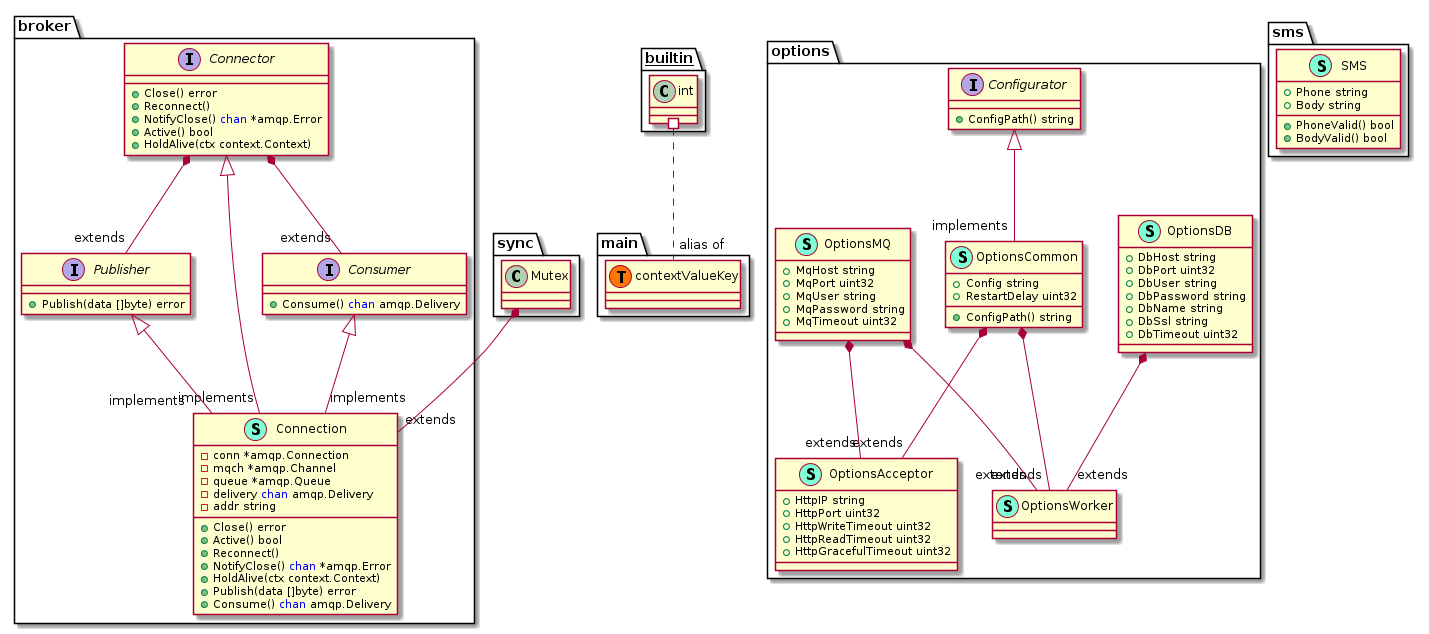 broker
I Connector
Close() error
Reconnect()
NotifyClose() chan *amqp.Error
Active() bool
HoldAlive(ctx context.Context)
extends
extends
I Publisher
Publish(data []byte) error
I Consumer
Consume() chan amqp.Delivery
implements
implements
implements
extends
S Connection
conn *amqp.Connection
mqch *amqp.Channel
queue *amqp.Queue
delivery chan amqp.Delivery
addr string
Close() error
Active() bool
Reconnect()
NotifyClose() chan *amqp.Error
HoldAlive(ctx context.Context)
Publish(data []byte) error
Consume() chan amqp.Delivery
sync
C Mutex
builtin
C int
alias of
main
T contextValueKey
options
I Configurator
ConfigPath() string
implements
S OptionsMQ
MqHost string
MqPort uint32
MqUser string
MqPassword string
MqTimeout uint32
S OptionsCommon
Config string
RestartDelay uint32
ConfigPath() string
S OptionsDB
DbHost string
DbPort uint32
DbUser string
DbPassword string
DbName string
DbSsl string
DbTimeout uint32
extends
extends
extends
extends
extends
S OptionsAcceptor
HttpIP string
HttpPort uint32
HttpWriteTimeout uint32
HttpReadTimeout uint32
HttpGracefulTimeout uint32
S OptionsWorker
sms
S SMS
Phone string
Body string
PhoneValid() bool
BodyValid() bool